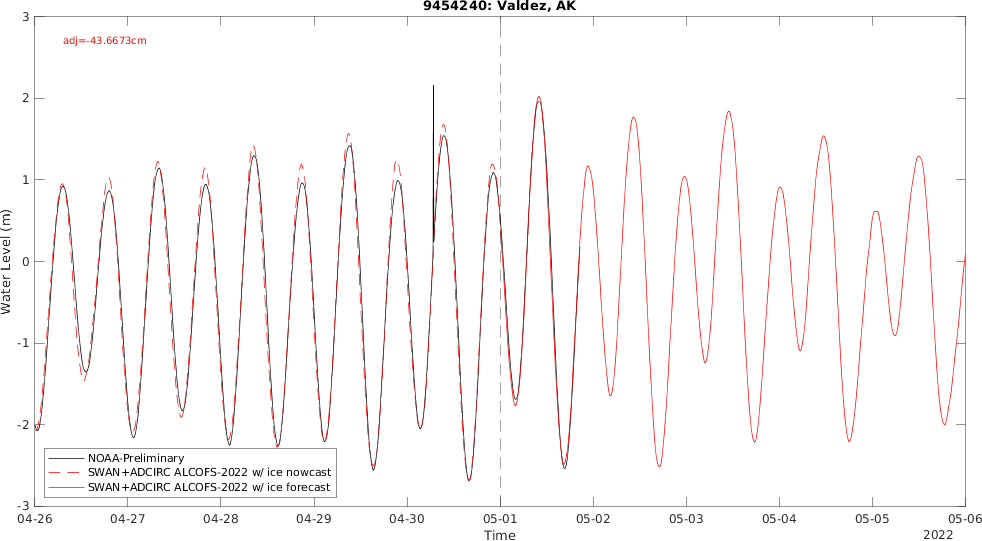 9454240: Valdez, AK
adj=-43.6673cm
3
2
1
0
-1
-2
-3
Water Level (m)
NOAA-Preliminary
SWAN+ADCIRC ALCOFS-2022 w/ ice nowcast
SWAN+ADCIRC ALCOFS-2022 w/ ice forecast
04-26 04-27 04-28 04-29 04-30 05-01 05-02 05-03 05-04 05-05 05-06
Time
2022